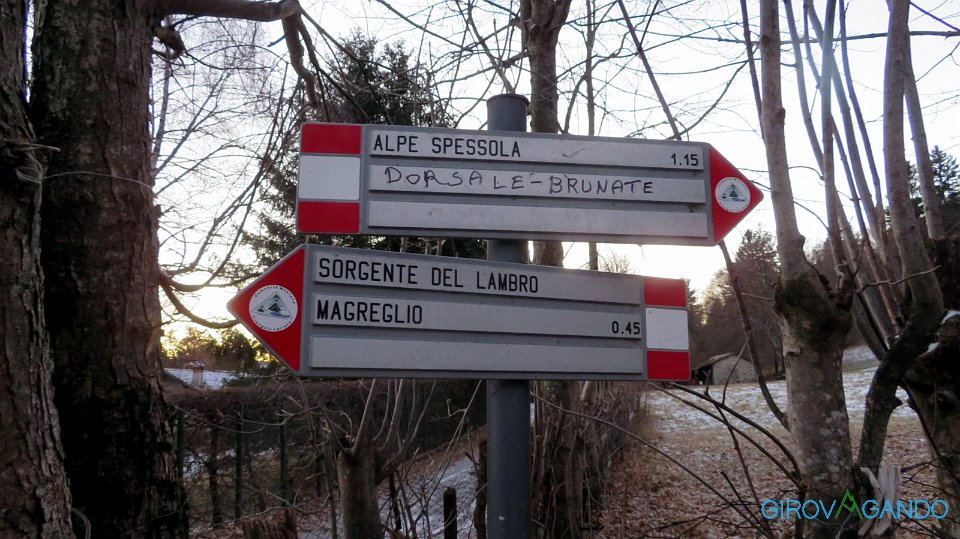 ALPE SPESSOLA 1.15
DORSALE-BRUNATE
SORGENTE DEL LAMBRO
MAGREGLIO 0.45
GIROVAGANDO